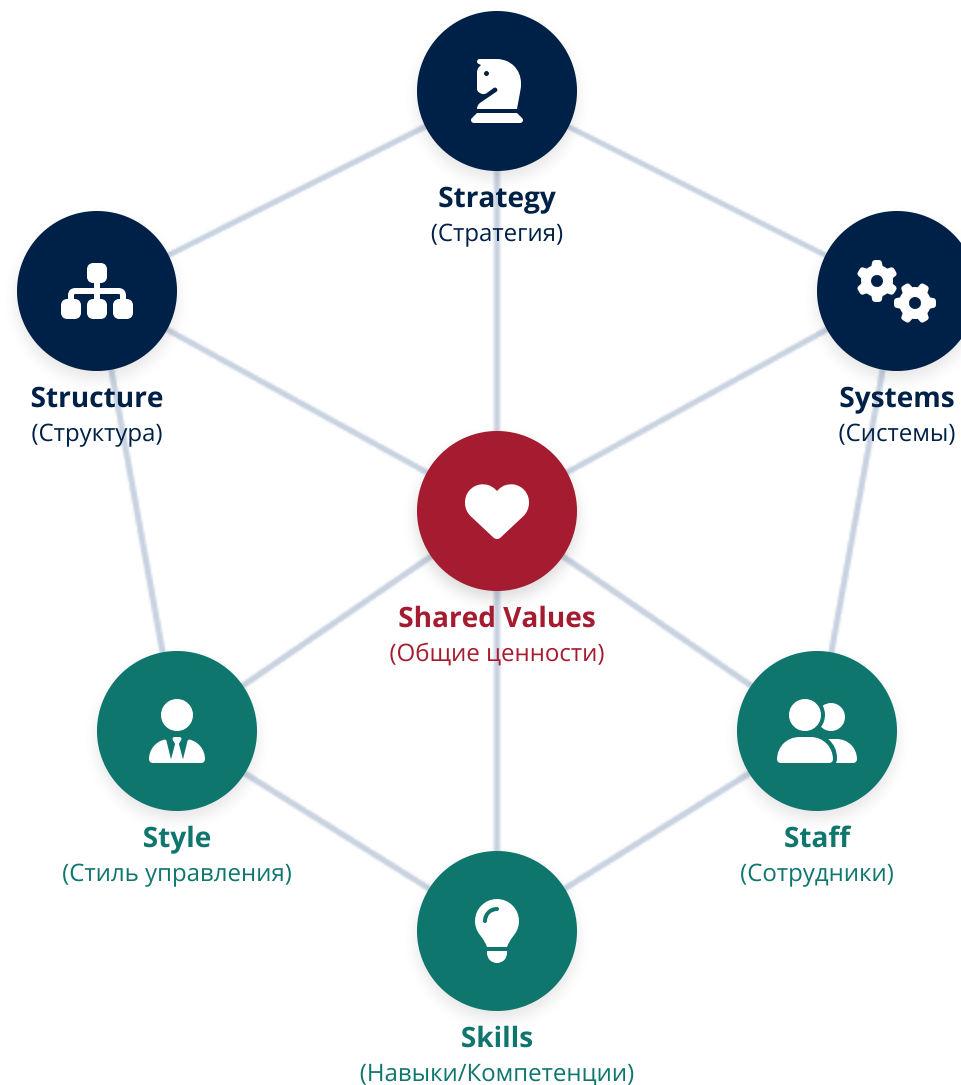 Strategy
(Стратегия)
Structure
(Структура)
Systems
(Системы)
Shared Values
(Общие ценности)
Style
(Стиль управления)
Staff
(Сотрудники)
Skills
(Навыки/Компетенции)